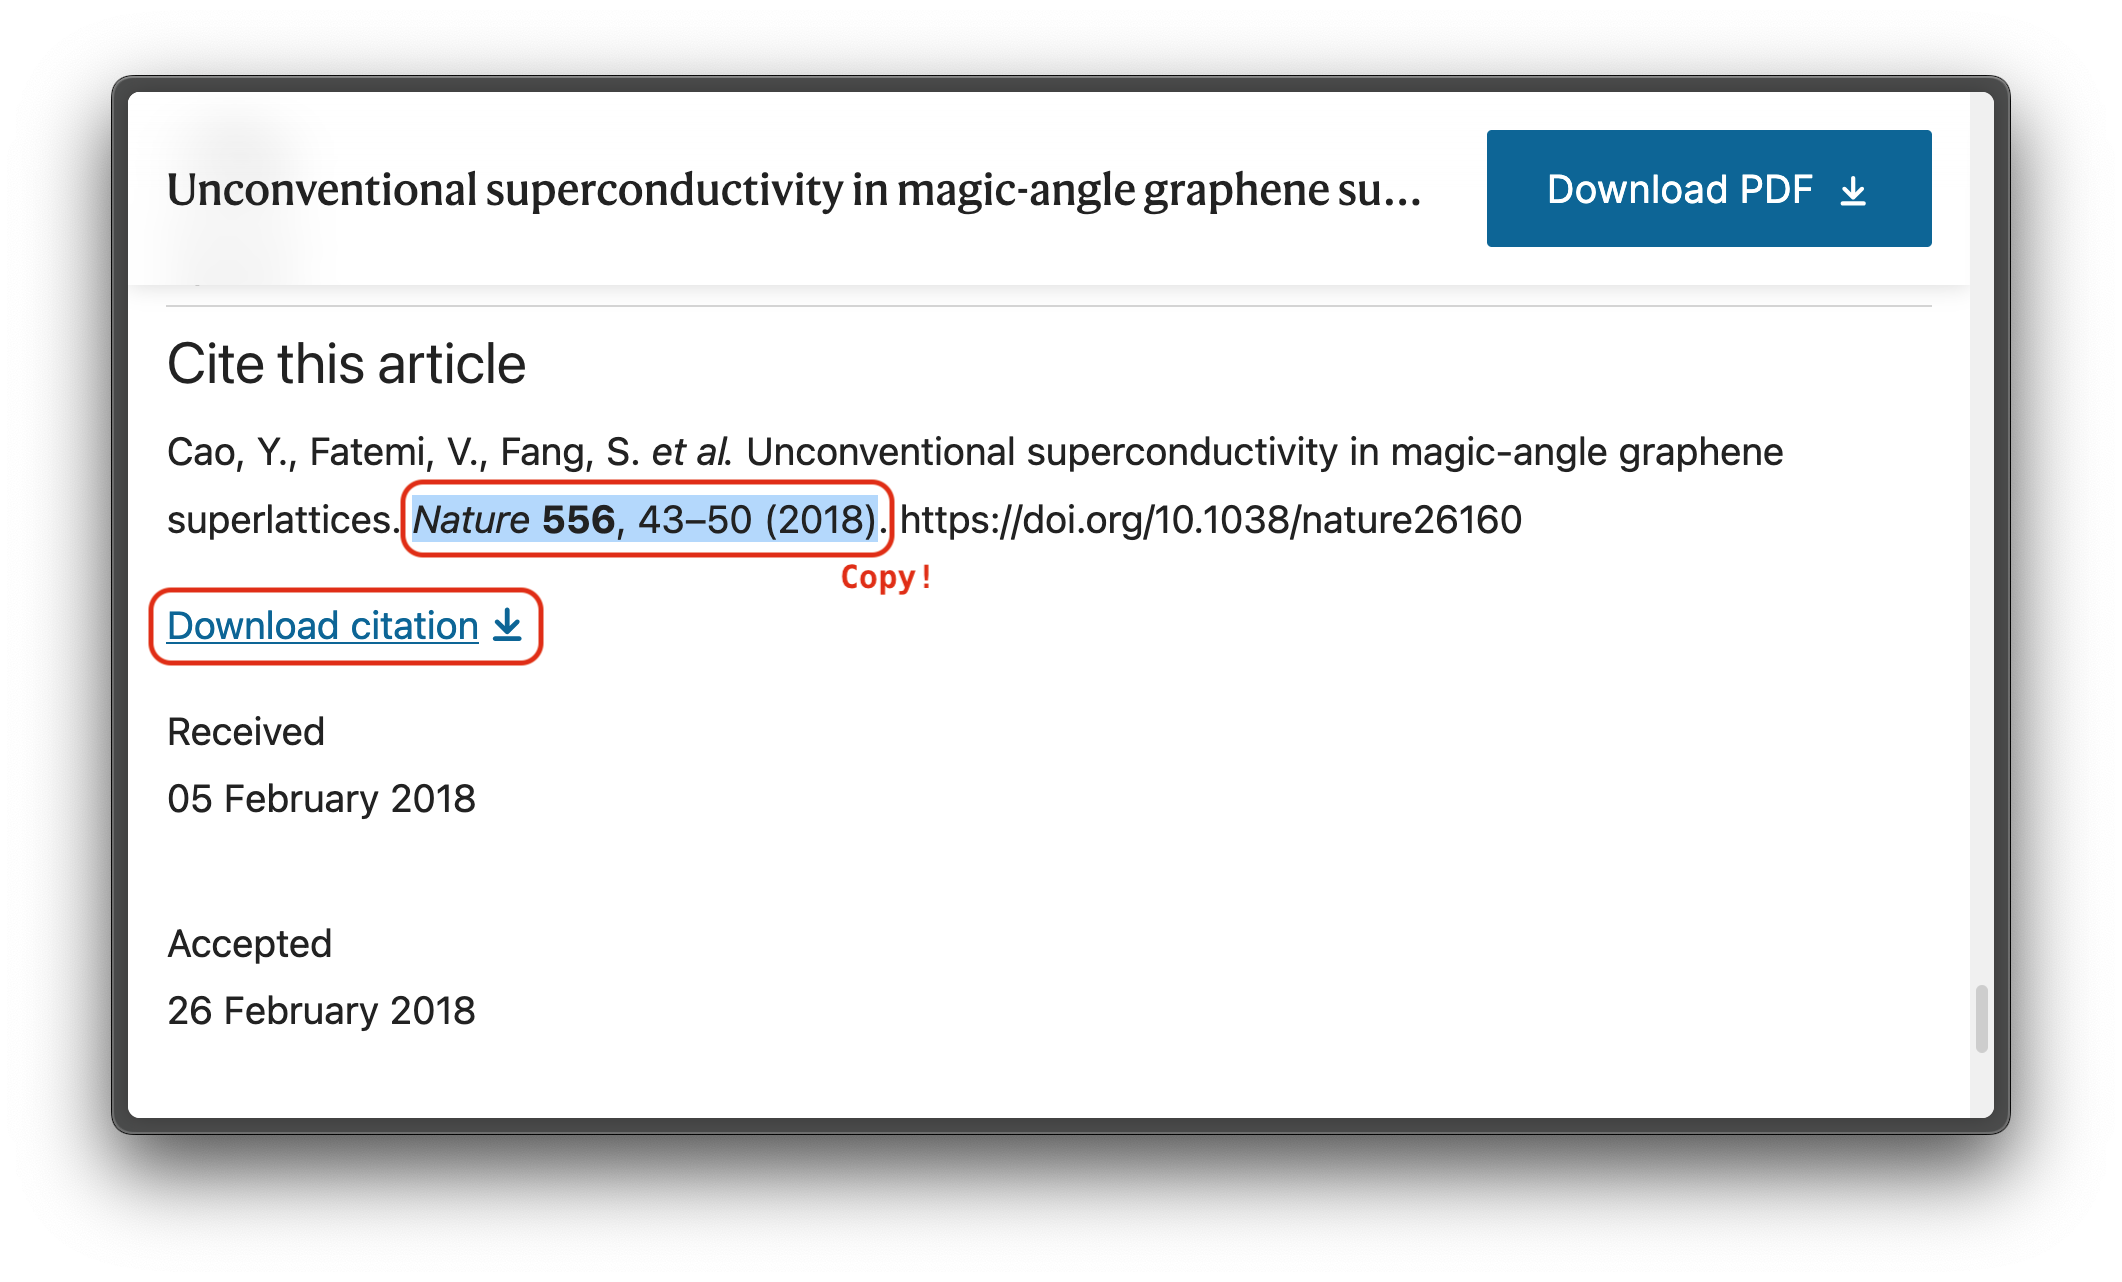 Unconventional superconductivity in magic-angle graphene su...
Download PDF
Cite this article
Cao, Y., Fatemi, V., Fang, S. et al. Unconventional superconductivity in magic-angle graphene
superlattices. Nature 556, 43–50 (2018). https://doi.org/10.1038/nature26160
Copy!
Download citation
Received
05 February 2018
Accepted
26 February 2018